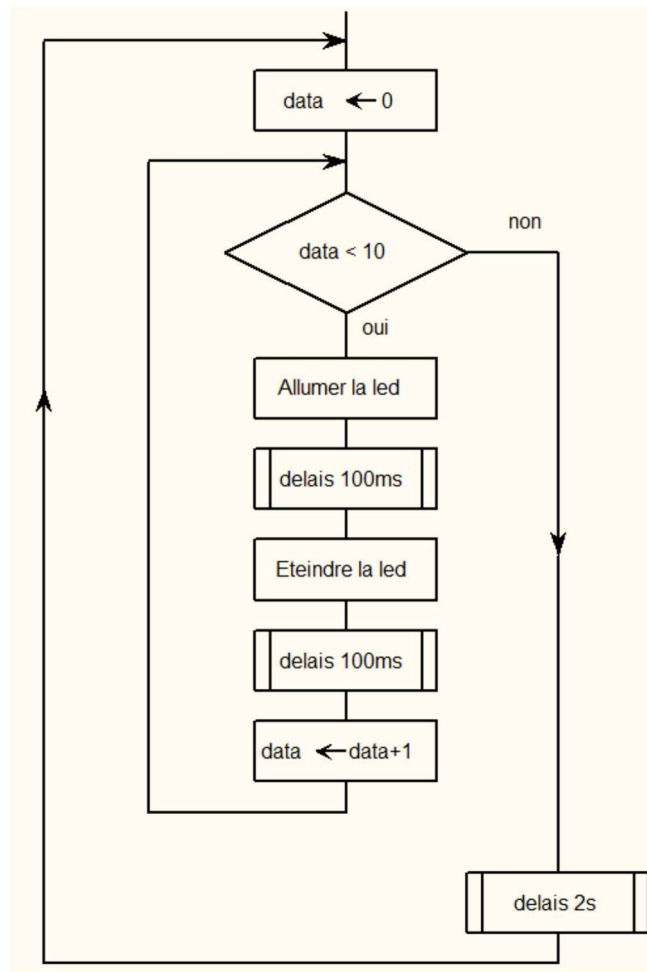 data ← 0
data < 10
non
oui
Allumer la led
delais 100ms
Eteindre la led
delais 100ms
data ← data+1
delais 2s